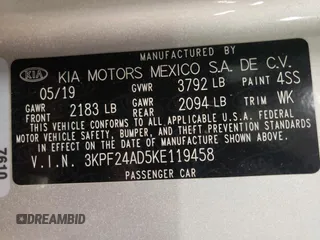 MANUFACTURED BY
KIA KIA MOTORS MEXICO S.A. DE C.V.
05/19 GVWR 3792 LB PAINT 4SS
GAWR FRONT 2183 LB GAWR REAR 2094 LB TRIM WK
THIS VEHICLE CONFORMS TO ALL APPLICABLE U.S.A. FEDERAL
MOTOR VEHICLE SAFETY, BUMPER, AND THEFT PREVENTION
STANDARDS IN EFFECT ON THE DATE OF MANUFACTURE SHOWN ABOVE.
V.I.N. 3KPF24AD5KE119458
PASSENGER CAR
7610
©DREAMBID